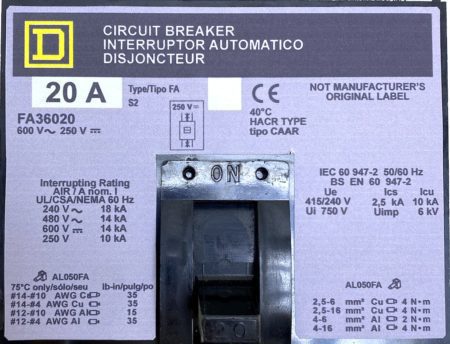 D
CIRCUIT BREAKER
INTERRUPTOR AUTOMATICO
DISJONCTEUR
20 A
Type/Tipo FA
S2
FA36020
600 V~ 250 V⎓
250 V⎓
CE
40°C
HACR TYPE
tipo CAAR
NOT MANUFACTURER'S
ORIGINAL LABEL
Interrupting Rating
AIR / A nom. I
UL/CSA/NEMA 60 Hz
240 V~ 18 kA
480 V~ 14 kA
600 V⎓ 14 kA
250 V 10 kA
ON
IEC 60 947-2 50/60 Hz
BS EN 60 947-2
Ue Ics Icu
415/240 V 2,5 kA 10 kA
Ui 750 V Uimp 6 kV
AL050FA
75°C only/sólo/seul lb-in/pulg/po
#14-#10 AWG Cu 35
#14-#4 AWG Cu 35
#12-#10 AWG Al 15
#12-#4 AWG Al 35
20
AL050FA
2,5-6 mm² Cu 4 N•m
2,5-16 mm² Cu 4 N•m
4-6 mm² Al 2 N•m
4-16 mm² Al 4 N•m